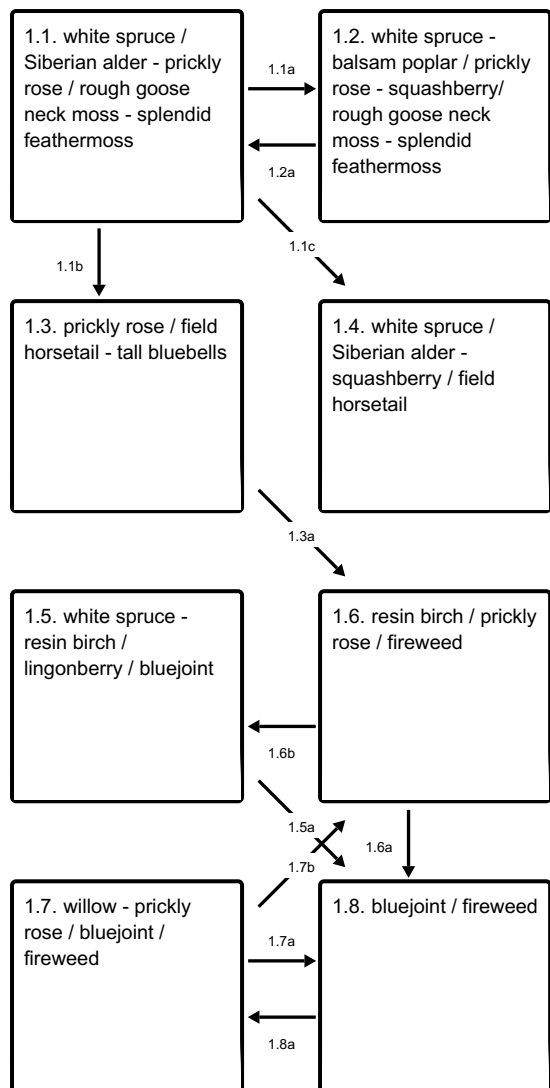 1.1. white spruce /
Siberian alder - prickly
rose / rough goose
neck moss - splendid
feathermoss
1.1a
1.2a
1.2. white spruce -
balsam poplar / prickly
rose - squashberry/
rough goose neck
moss - splendid
feathermoss
1.1b
1.1c
1.3. prickly rose / field
horsetail - tall bluebells
1.4. white spruce /
Siberian alder -
squashberry / field
horsetail
1.3a
1.5. white spruce -
resin birch /
lingonberry / bluejoint
1.6. resin birch / prickly
rose / fireweed
1.6b
1.5a
1.7b
1.6a
1.7. willow - prickly
rose / bluejoint /
fireweed
1.7a
1.8a
1.8. bluejoint / fireweed